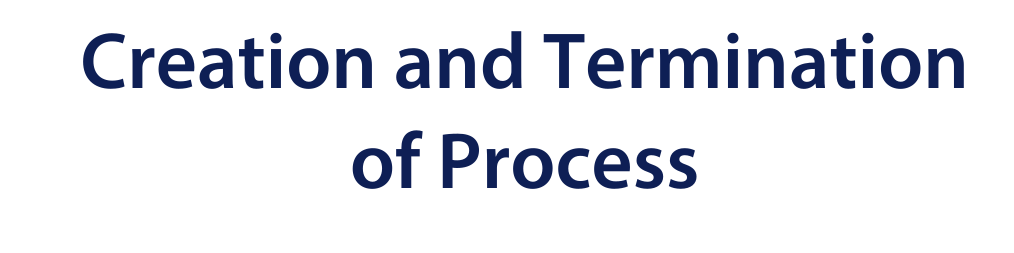 Creation and Termination
of Process